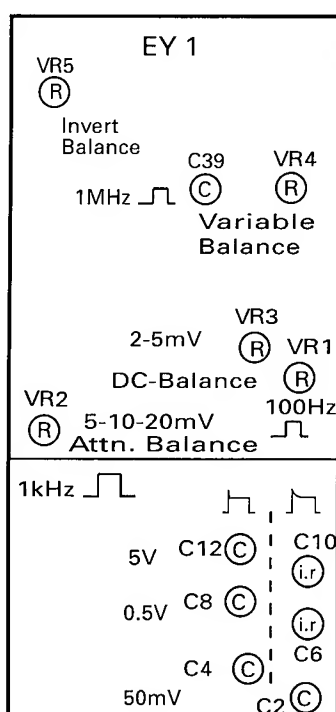 EY 1
VR5
R
Invert
Balance
C39 VR4
1MHz C R
Variable
Balance
VR3
2-5mV R VR1
DC-Balance R
VR2 100Hz
R 5-10-20mV
Attn. Balance
1kHz
5V C12 C C10
i.r
0.5V C8 C i.r
C6
C4 C
50mV C2 C